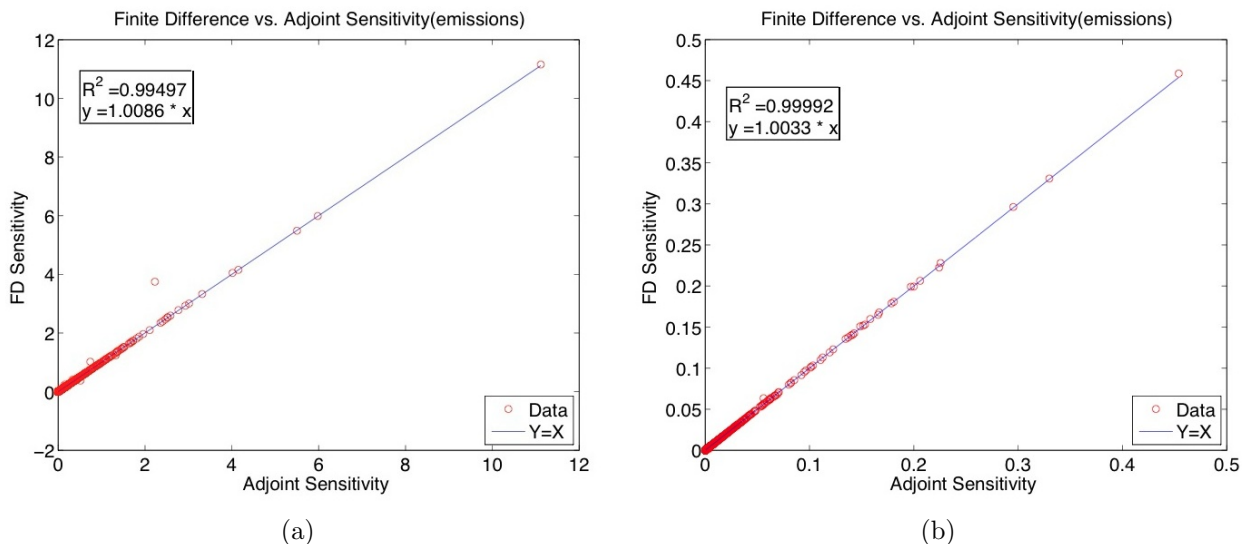 Finite Difference vs. Adjoint Sensitivity(emissions)
12
10
8
6
4
2
0
−2
FD Sensitivity
R² =0.99497
y =1.0086 * x
Data
Y=X
0 2 4 6 8 10 12
Adjoint Sensitivity
(a)
Finite Difference vs. Adjoint Sensitivity(emissions)
0.5
0.45
0.4
0.35
0.3
0.25
0.2
0.15
0.1
0.05
0
FD Sensitivity
R² =0.99992
y =1.0033 * x
Data
Y=X
0 0.1 0.2 0.3 0.4 0.5
Adjoint Sensitivity
(b)